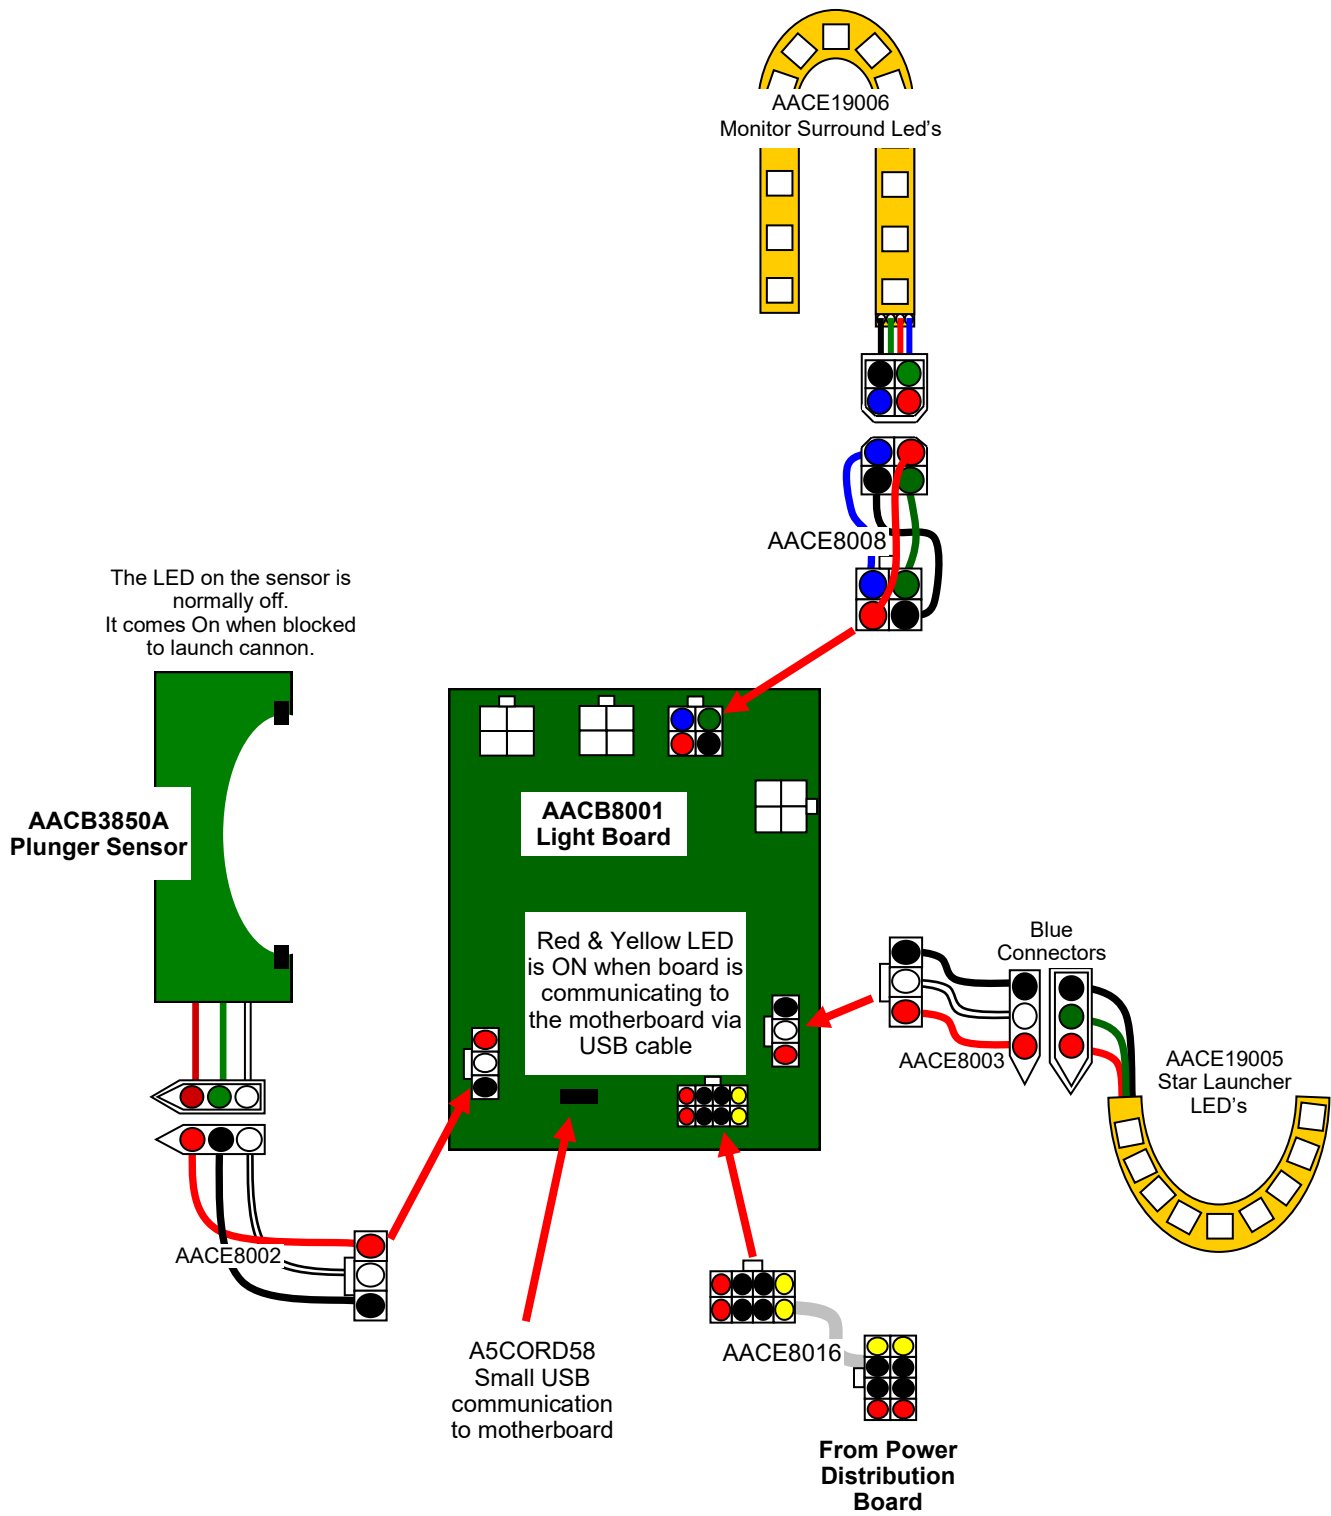 AACE19006
Monitor Surround Led's
AACE8008
The LED on the sensor is
normally off.
It comes On when blocked
to launch cannon.
AACB3850A
Plunger Sensor
AACB8001
Light Board
Red & Yellow LED
is ON when board is
communicating to
the motherboard via
USB cable
Blue
Connectors
AACE8003
AACE19005
Star Launcher
LED's
AACE8002
A5CORD58
Small USB
communication
to motherboard
AACE8016
From Power
Distribution
Board